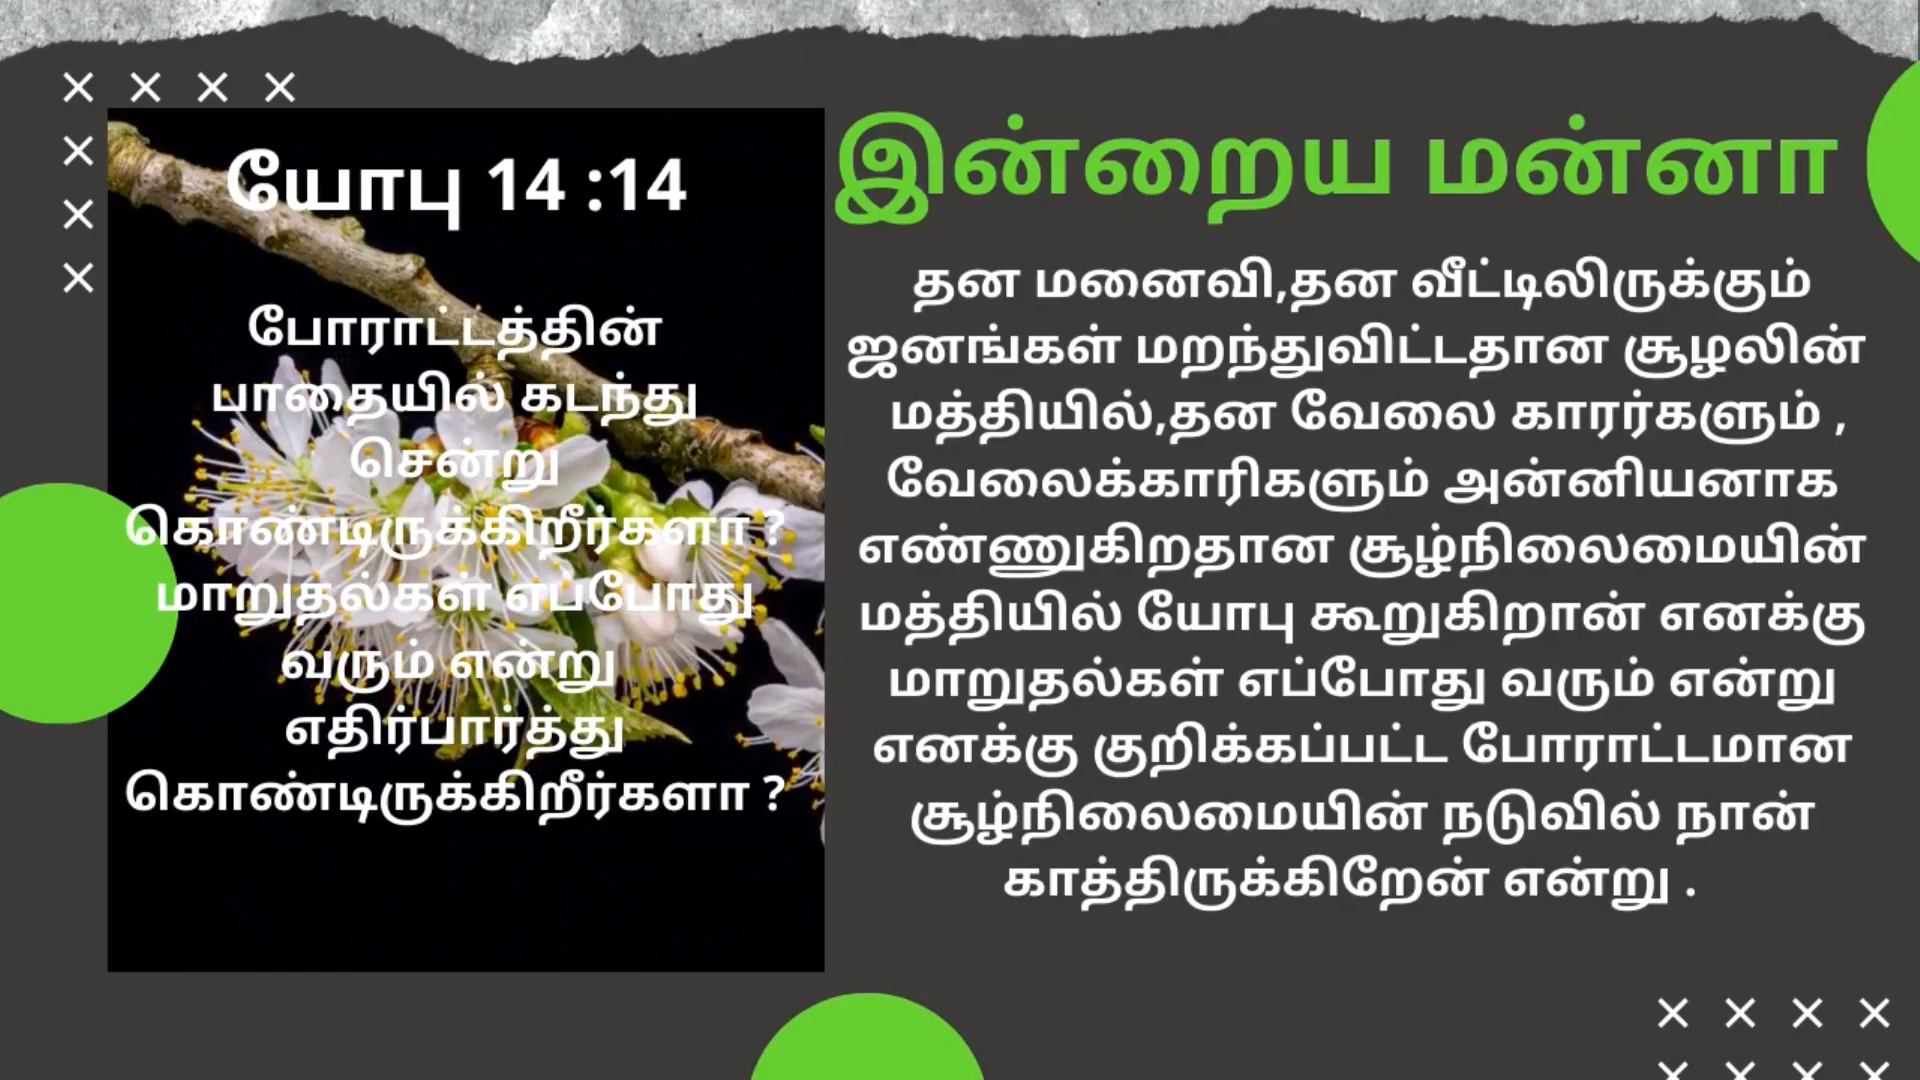 யோபு 14 :14
போராட்டத்தின்
பாதையில் கடந்து
சென்று
கொண்டிருக்கிறீர்களா ?
மாறுதல்கள் எப்போது
வரும் என்று
எதிர்பார்த்து
கொண்டிருக்கிறீர்களா ?
இன்றைய மன்னா
தன மனைவி,தன வீட்டிலிருக்கும்
ஜனங்கள் மறந்துவிட்டதான சூழலின்
மத்தியில்,தன வேலை காரர்களும் ,
வேலைக்காரிகளும் அன்னியனாக
எண்ணுகிறதான சூழ்நிலைமையின்
மத்தியில் யோபு கூறுகிறான் எனக்கு
மாறுதல்கள் எப்போது வரும் என்று
எனக்கு குறிக்கப்பட்ட போராட்டமான
சூழ்நிலைமையின் நடுவில் நான்
காத்திருக்கிறேன் என்று .